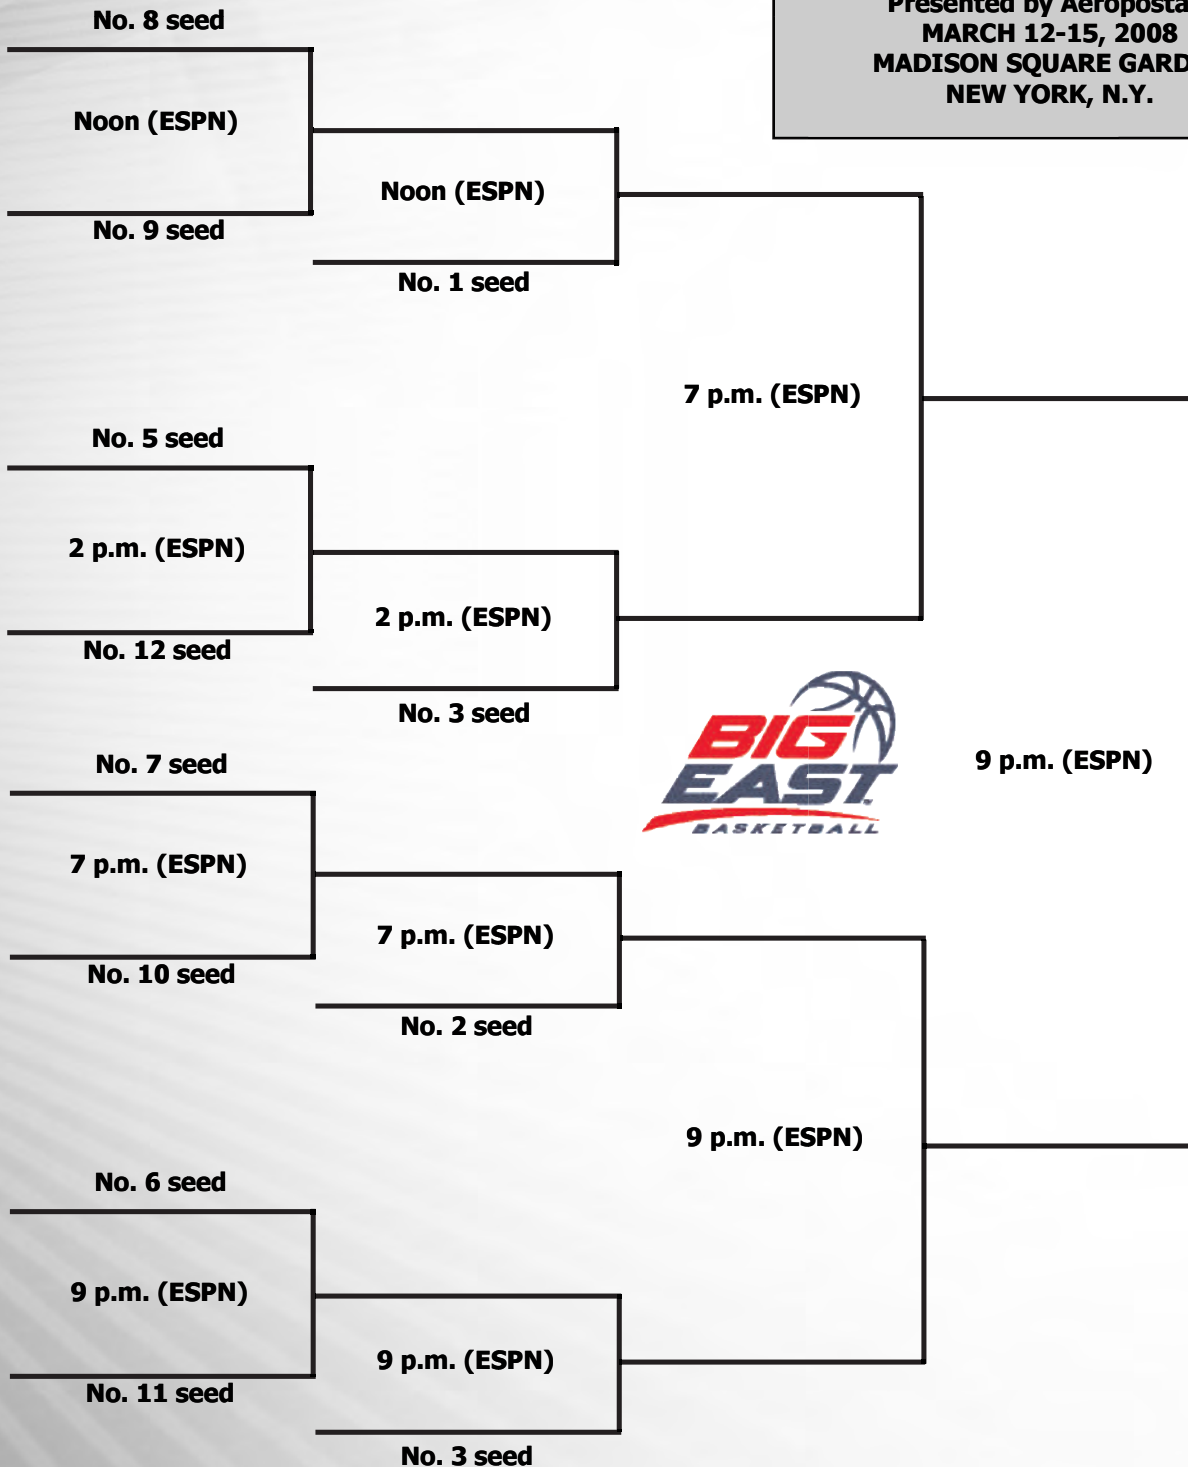 No. 8 seed
Presented by
MARCH 12-15, 2008
MADISON SQUARE
NEW YORK, N.Y.
Noon (ESPN)
Noon (ESPN)
No. 9 seed
No. 1 seed
7 p.m. (ESPN)
No. 5 seed
2 p.m. (ESPN)
2 p.m. (ESPN)
No. 12 seed
No. 3 seed
BIG
EAST
BASKETBALL
9 p.m. (ESPN)
No. 7 seed
7 p.m. (ESPN)
7 p.m. (ESPN)
No. 10 seed
No. 2 seed
9 p.m. (ESPN)
No. 6 seed
9 p.m. (ESPN)
9 p.m. (ESPN)
No. 11 seed
No. 3 seed